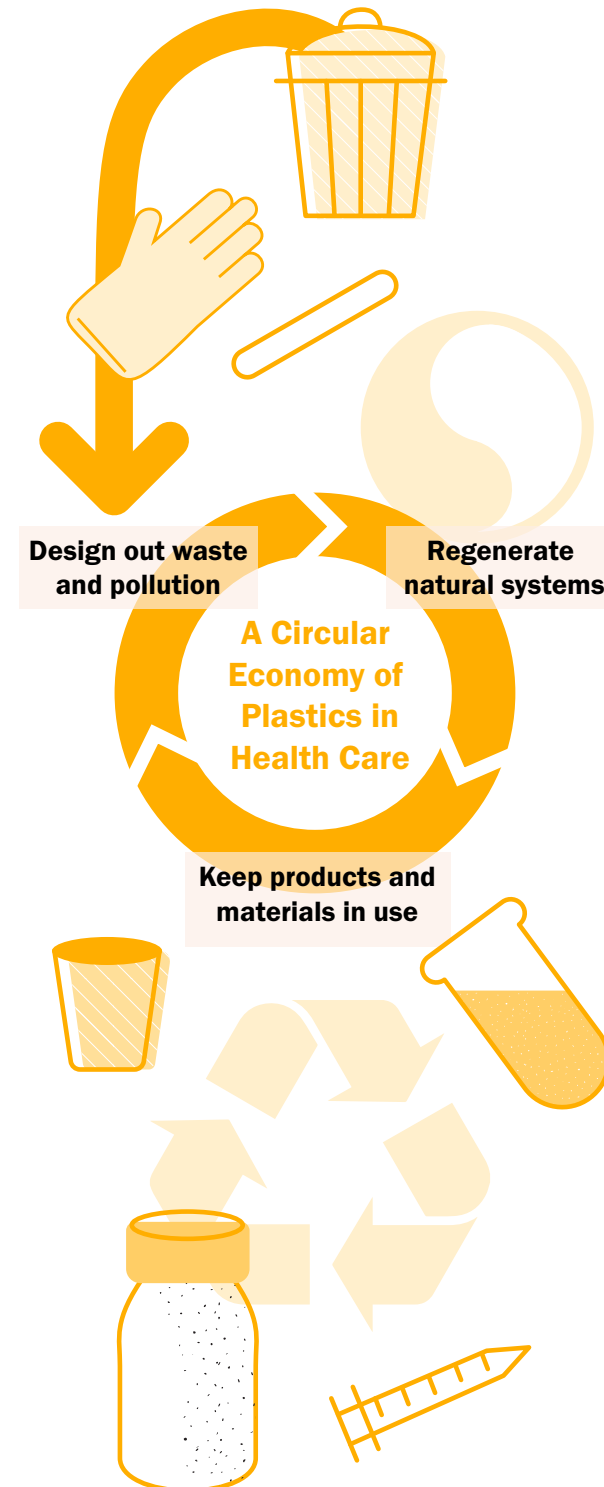 Design out waste
and pollution
Regenerate
natural systems
A Circular
Economy of
Plastics in
Health Care
Keep products and
materials in use